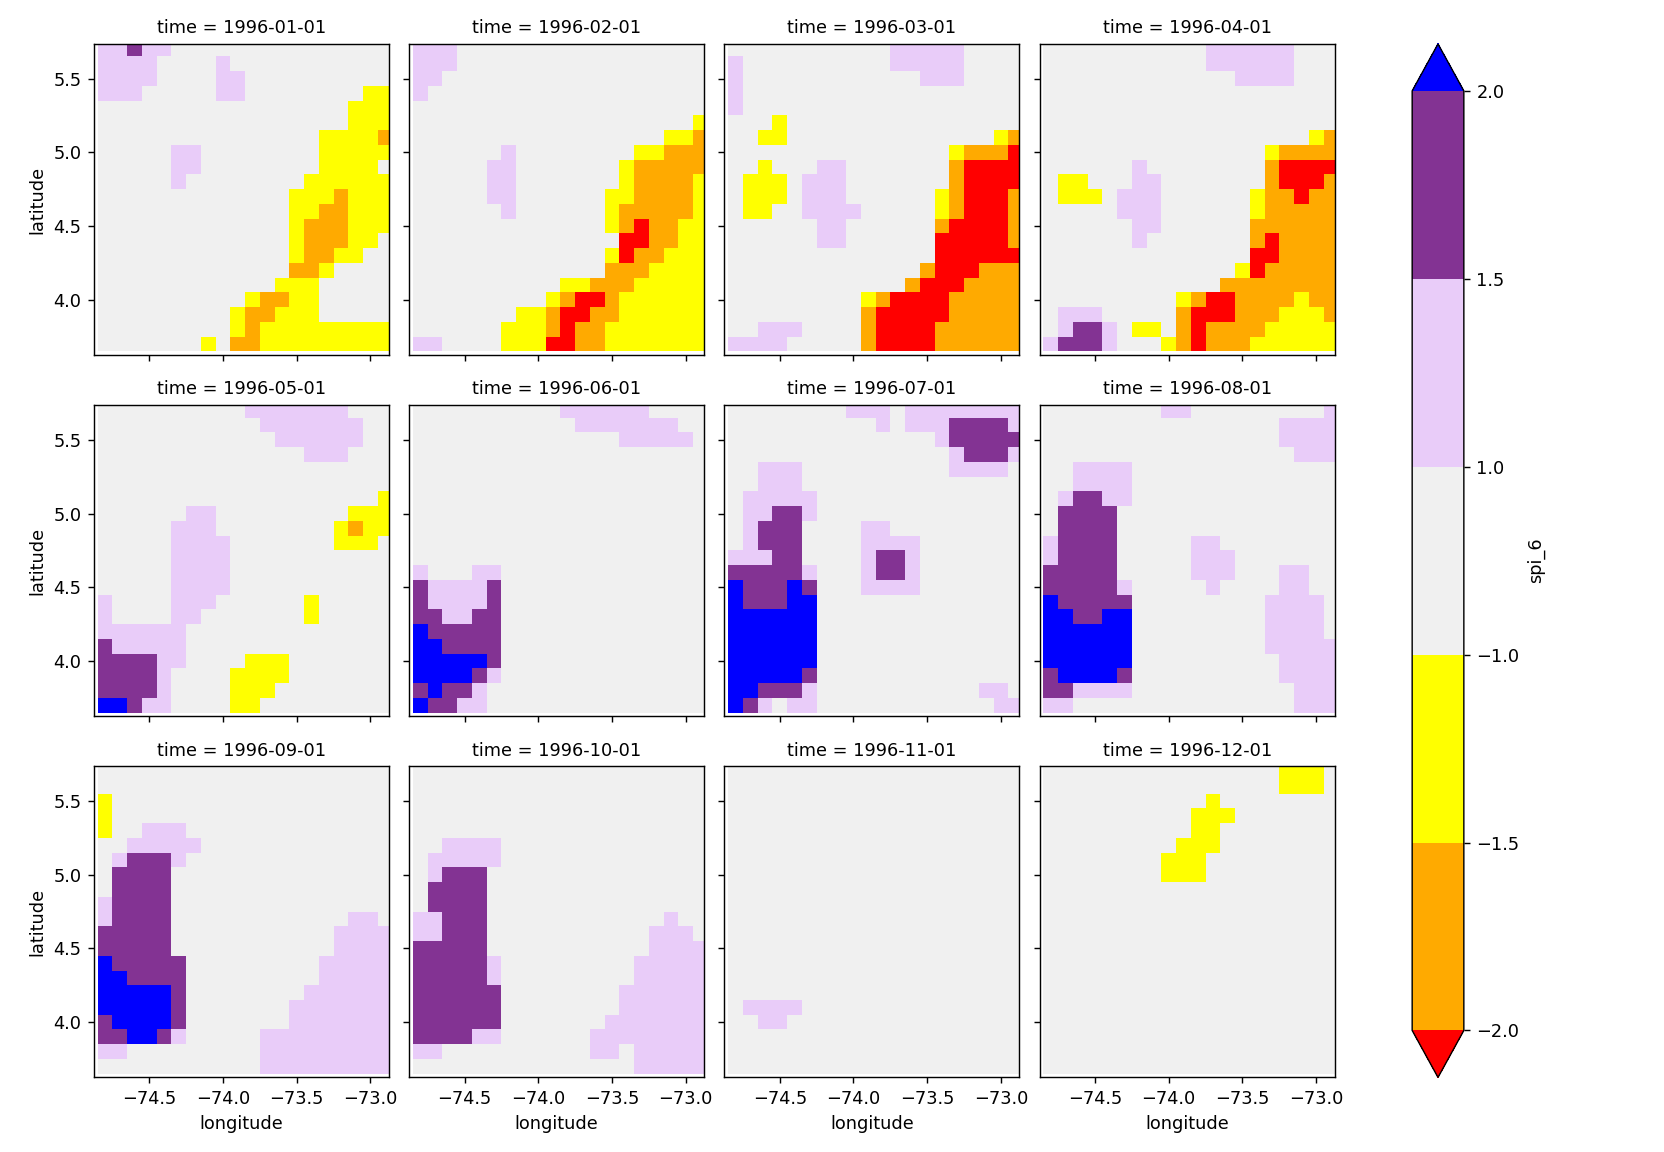 time = 1996-01-01 time = 1996-02-01 time = 1996-03-01 time = 1996-04-01
latitude
5.5
5.0
4.5
4.0
time = 1996-05-01 time = 1996-06-01 time = 1996-07-01 time = 1996-08-01
latitude
5.5
5.0
4.5
4.0
time = 1996-09-01 time = 1996-10-01 time = 1996-11-01 time = 1996-12-01
latitude
5.5
5.0
4.5
4.0
−74.5 −74.0 −73.5 −73.0 −74.5 −74.0 −73.5 −73.0 −74.5 −74.0 −73.5 −73.0 −74.5 −74.0 −73.5 −73.0
longitude longitude longitude longitude
2.0
1.5
1.0
−1.0
−1.5
−2.0
spi_6